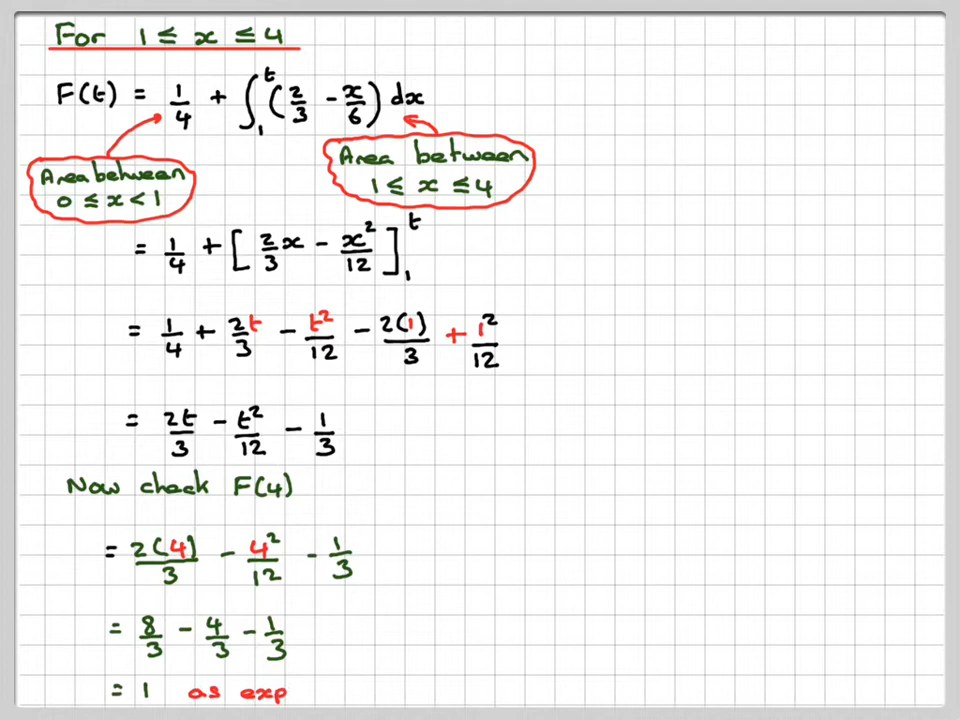 For 1 ≤ x ≤ 4
F(t) = 1/4 + ∫₁ᵗ (2/3 - x/6) dx
Area between
0 ≤ x < 1
Area between
1 ≤ x ≤ 4
= 1/4 + [2/3 x - x²/12]₁ᵗ
= 1/4 + 2t/3 - t²/12 - 2(1)/3 + 1²/12
= 2t/3 - t²/12 - 1/3
Now check F(4)
= 2(4)/3 - 4²/12 - 1/3
= 8/3 - 4/3 - 1/3
= 1 as exp